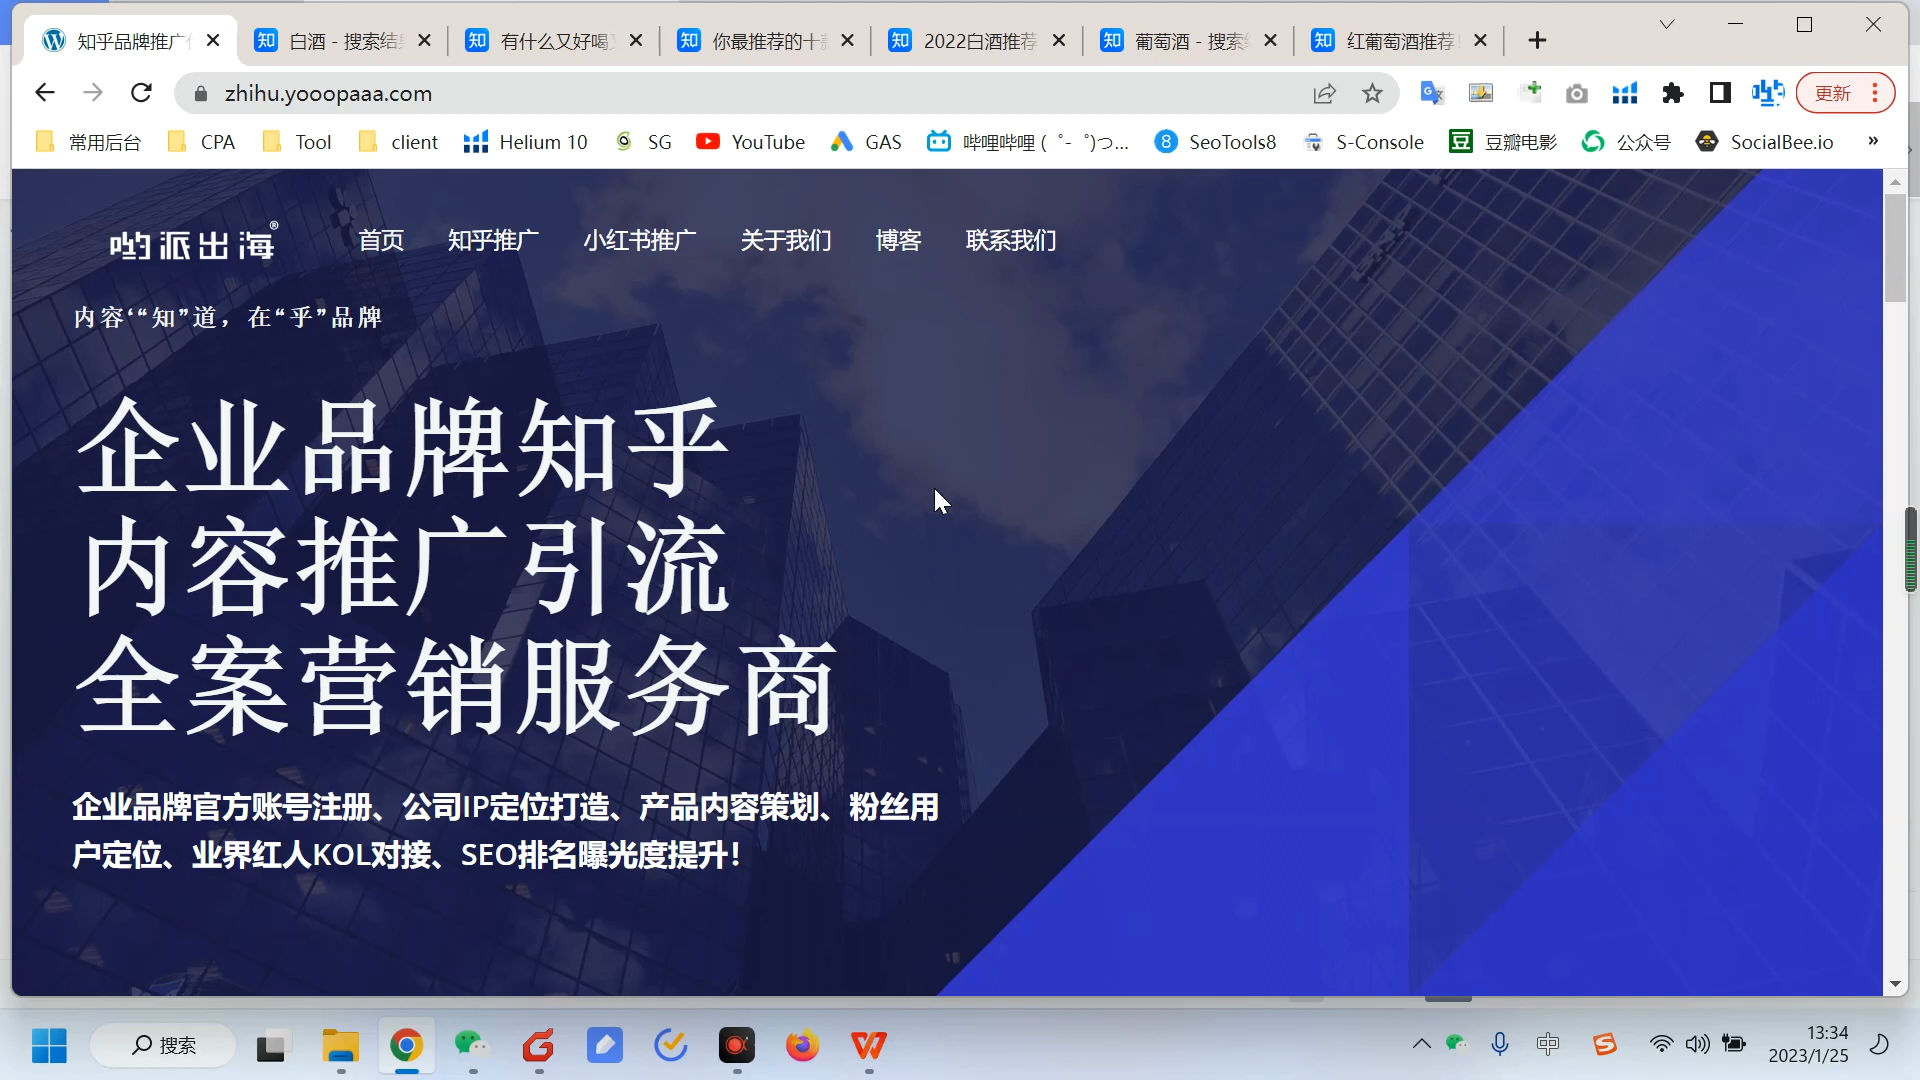 知乎品牌推广
白酒 - 搜索结
有什么又好喝
你最推荐的十
2022白酒推荐
葡萄酒 - 搜索
红葡萄酒推荐
zhihu.yooopaaa.com
更新
常用后台
CPA
Tool
client
Helium 10
SG
YouTube
GAS
哔哩哔哩 ( ゜- ゜)つ...
SeoTools8
S-Console
豆瓣电影
公众号
SocialBee.io
»
哟派出海®
首页
知乎推广
小红书推广
关于我们
博客
联系我们
内容‘“知”道，在“乎”品牌
企业品牌知乎
内容推广引流
全案营销服务商
企业品牌官方账号注册、公司IP定位打造、产品内容策划、粉丝用
户定位、业界红人KOL对接、SEO排名曝光度提升！
搜索
中
13:34
2023/1/25